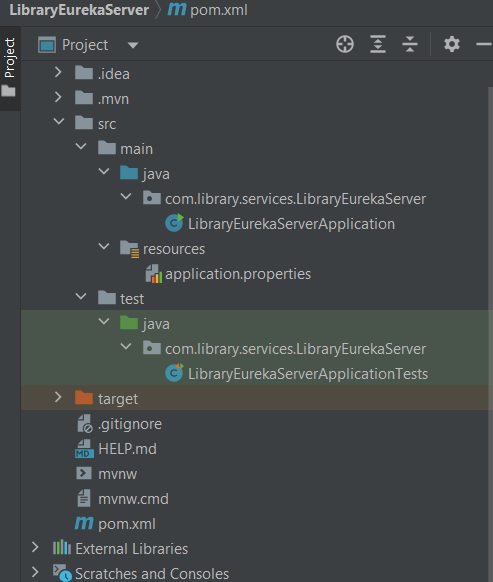 LibraryEurekaServer pom.xml
Project
Project
.idea
.mvn
src
main
java
com.library.services.LibraryEurekaServer
LibraryEurekaServerApplication
resources
application.properties
test
java
com.library.services.LibraryEurekaServer
LibraryEurekaServerApplicationTests
target
.gitignore
HELP.md
mvnw
mvnw.cmd
pom.xml
External Libraries
Scratches and Consoles